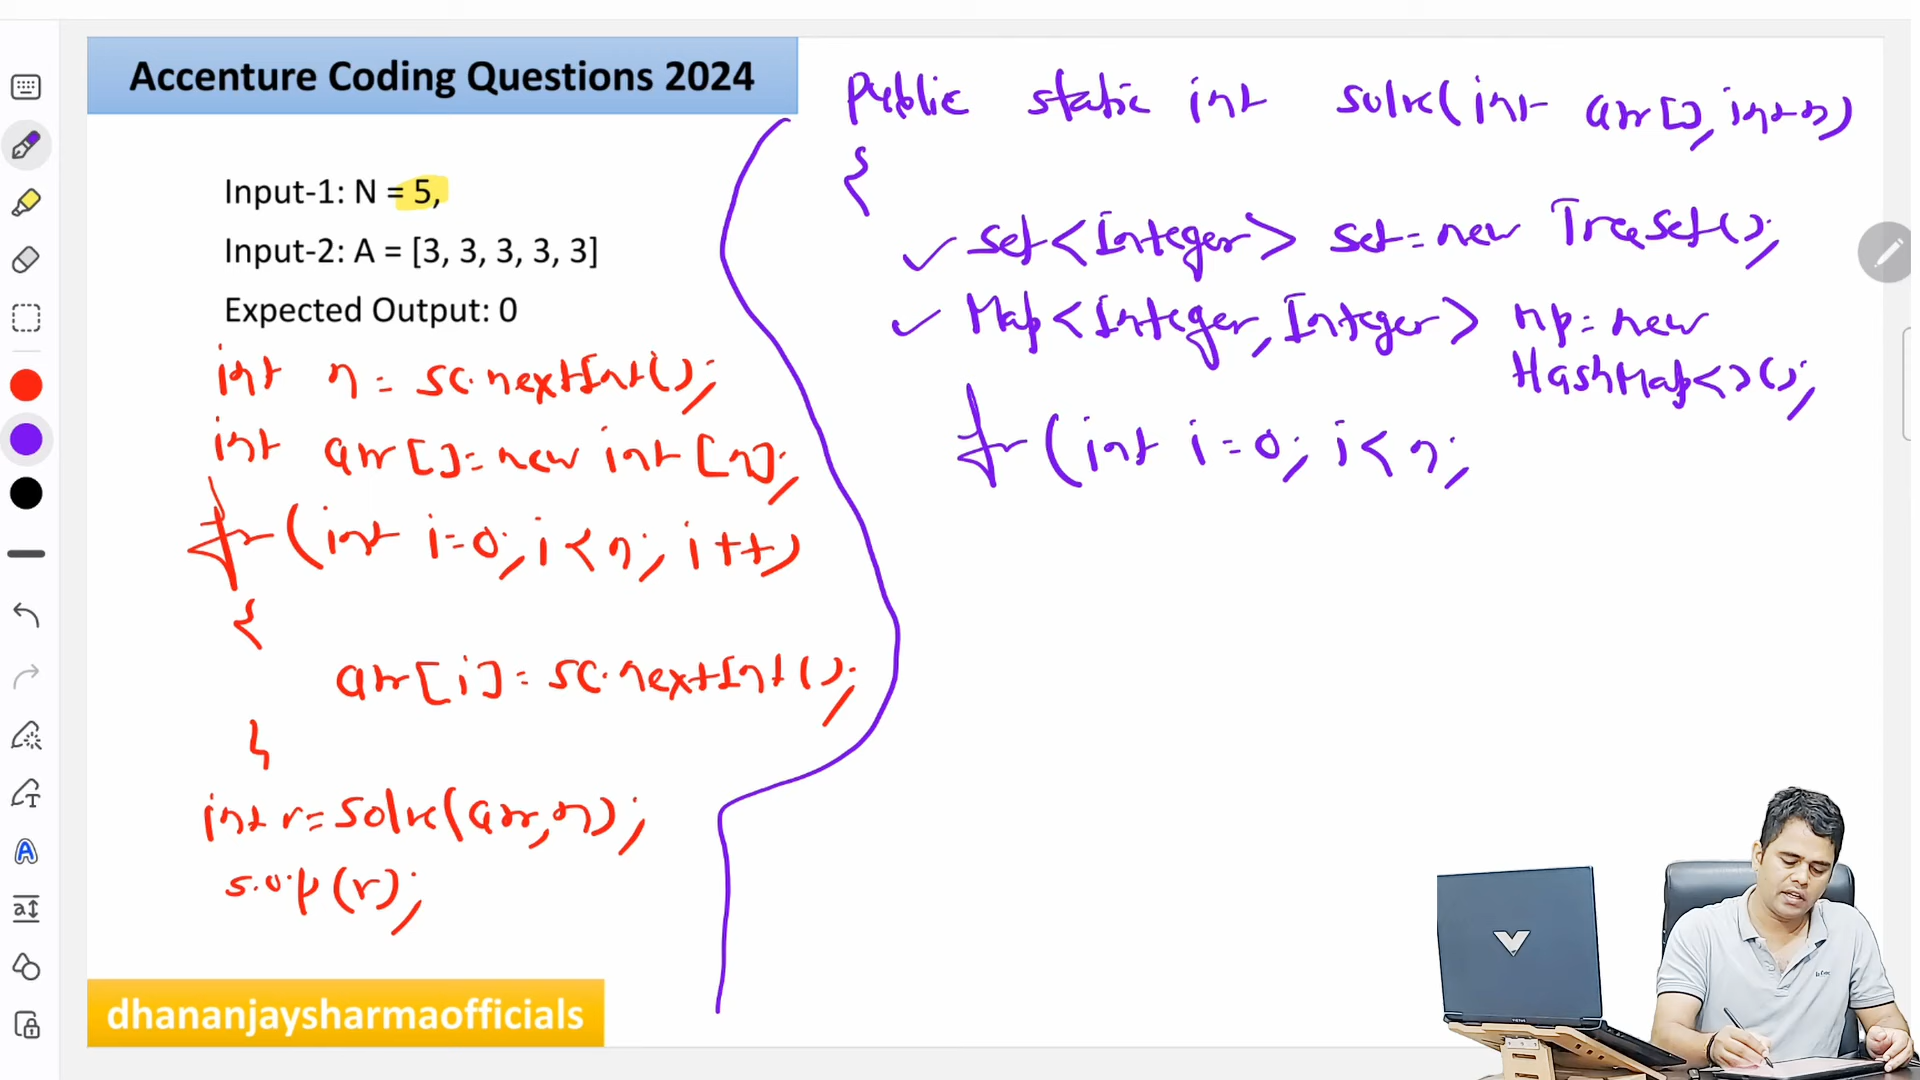 Accenture Coding Questions 2024
Input-1: N = 5,
Input-2: A = [3, 3, 3, 3, 3]
Expected Output: 0
int n = sc.nextInt();
int arr[]=new int[n];
for (int i=0; i<n; i++)
{
arr[i]=sc.nextInt();
}
int r=solve(arr,n);
s.o.p(r);
dhananjaysharmaofficials
public static int solve(int arr[], int n)
{
✓ set<Integer> set=new TreeSet();
✓ Map<Integer,Integer> mp=new
HashMap<>();
for (int i=0; i<n;